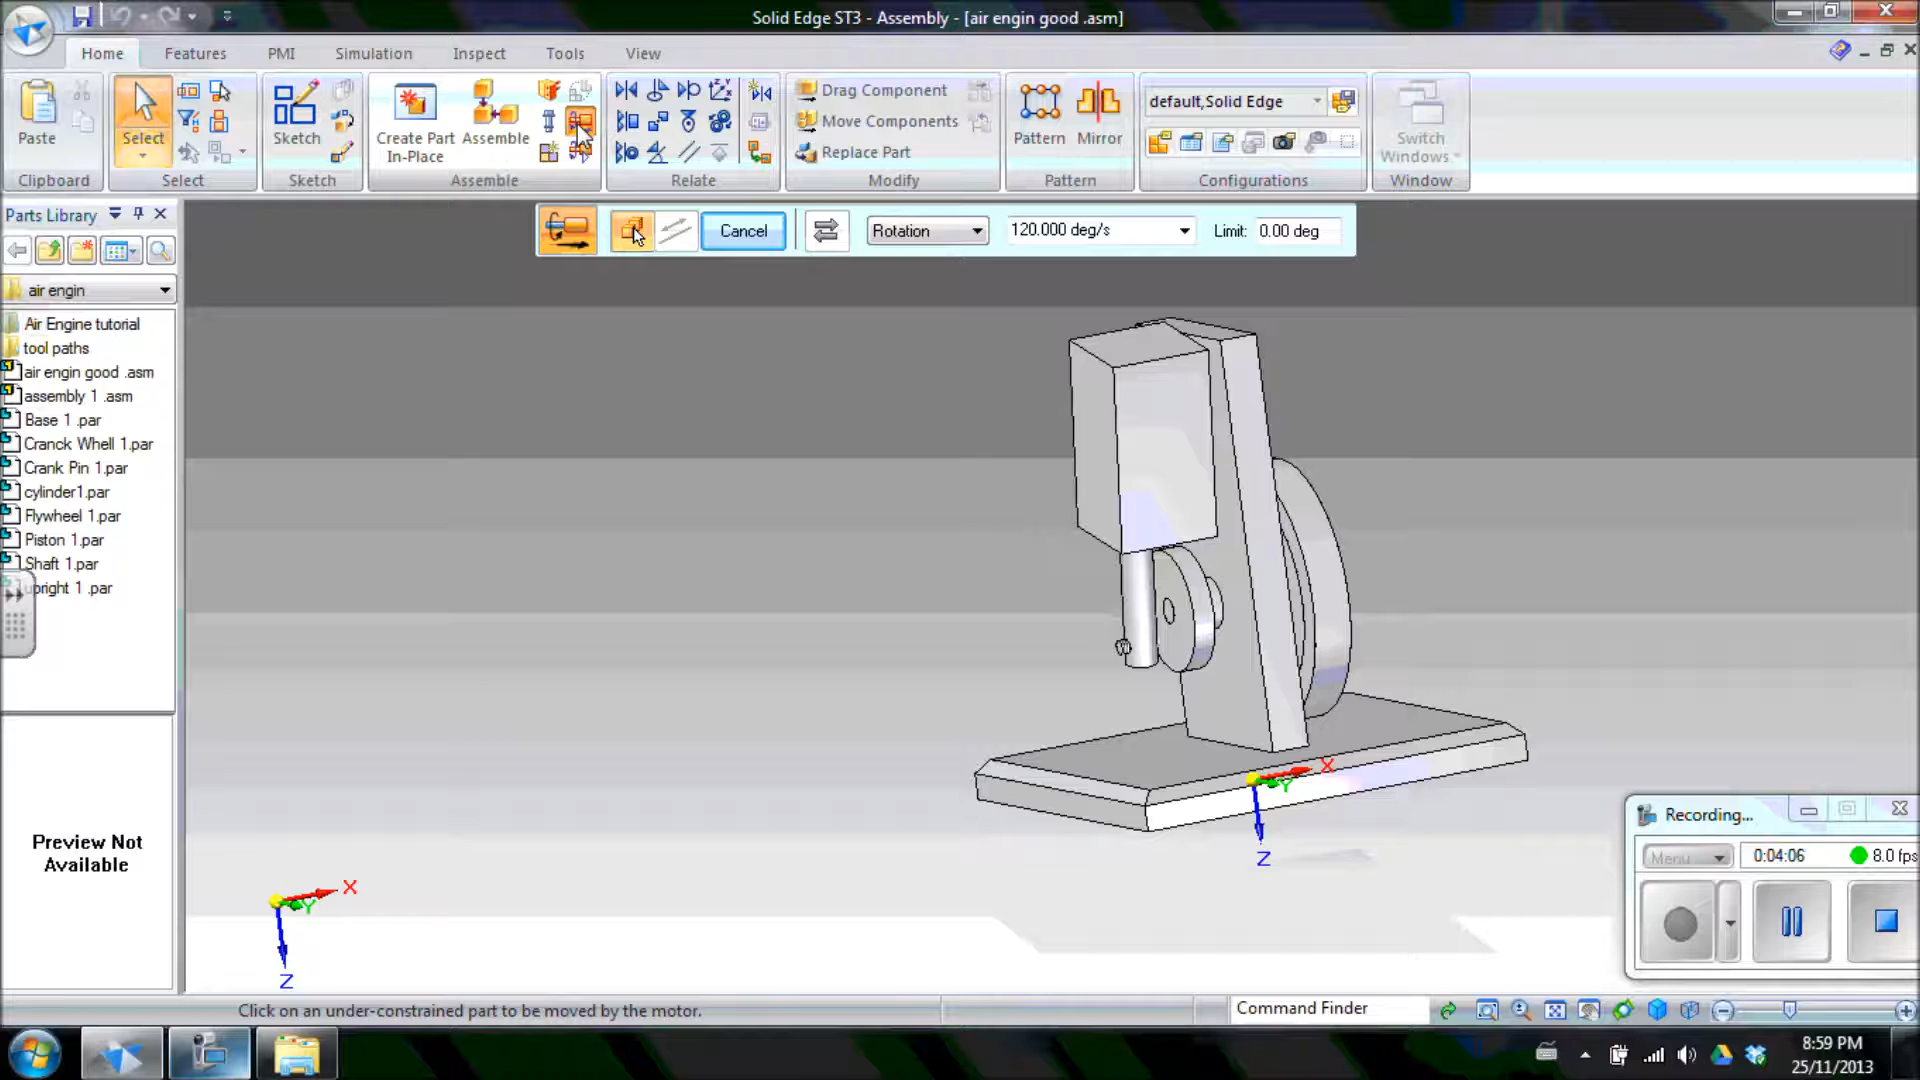 Solid Edge ST3 - Assembly - [air engin good .asm]
Home Features PMI Simulation Inspect Tools View
Paste
Clipboard
Select
Select
Sketch
Sketch
Create Part In-Place
Assemble
Assemble
Relate
Drag Component
Move Components
Replace Part
Modify
Pattern
Mirror
Pattern
default,Solid Edge
Configurations
Switch Windows
Window
Parts Library
Cancel
Rotation
120.000 deg/s
Limit: 0.00 deg
air engin
Air Engine tutorial
tool paths
air engin good .asm
assembly 1 .asm
Base 1 .par
Cranck Whell 1.par
Crank Pin 1.par
cylinder1.par
Flywheel 1.par
Piston 1.par
Shaft 1.par
upright 1 .par
Preview Not
Available
X
Y
Z
X
Y
Z
Recording...
Menu
0:04:06
8.0 fps
Click on an under-constrained part to be moved by the motor.
Command Finder
8:59 PM
25/11/2013